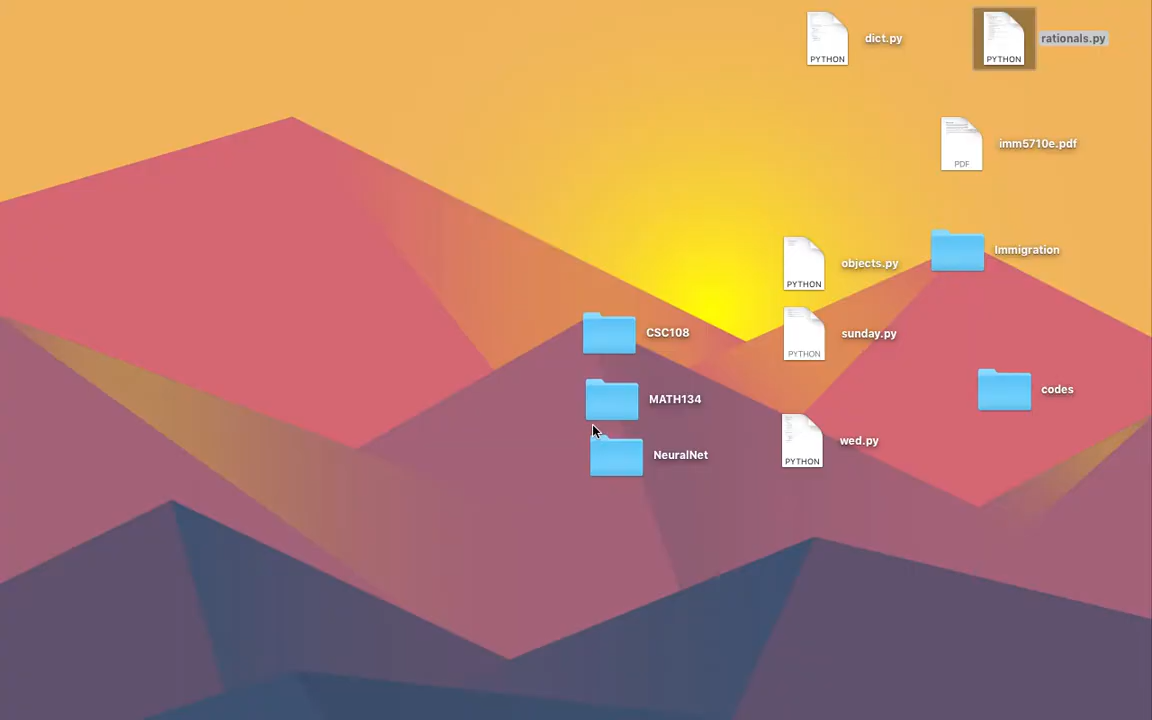 dict.py
PYTHON
rationals.py
PYTHON
imm5710e.pdf
PDF
objects.py
PYTHON
Immigration
CSC108
sunday.py
PYTHON
MATH134
codes
NeuralNet
wed.py
PYTHON